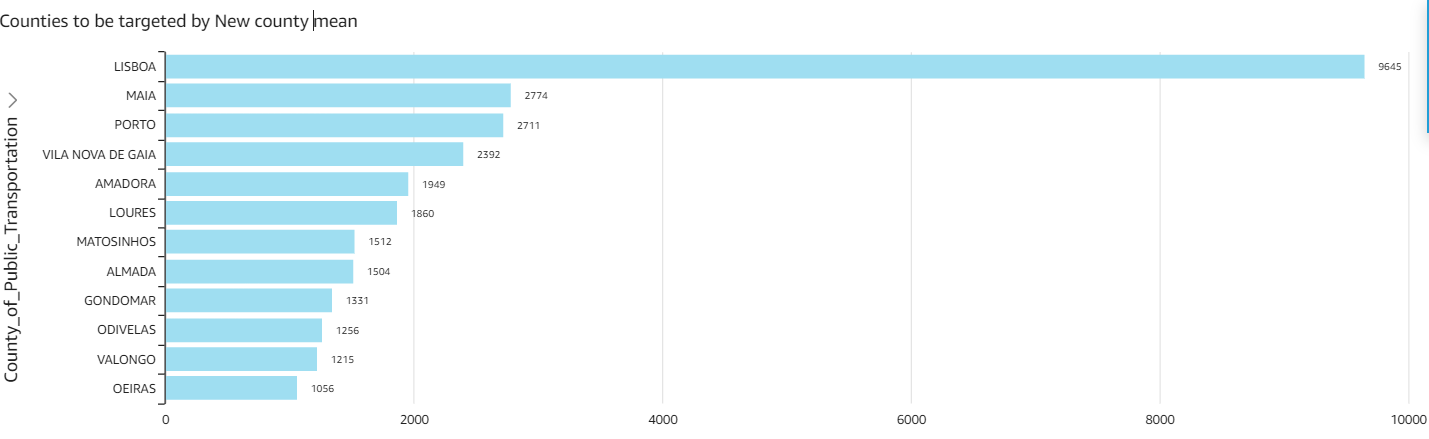 Counties to be targeted by New county mean
County_of_Public_Transportation
LISBOA 9645
MAIA 2774
PORTO 2711
VILA NOVA DE GAIA 2392
AMADORA 1949
LOURES 1860
MATOSINHOS 1512
ALMADA 1504
GONDOMAR 1331
ODIVELAS 1256
VALONGO 1215
OEIRAS 1056
0 2000 4000 6000 8000 10000